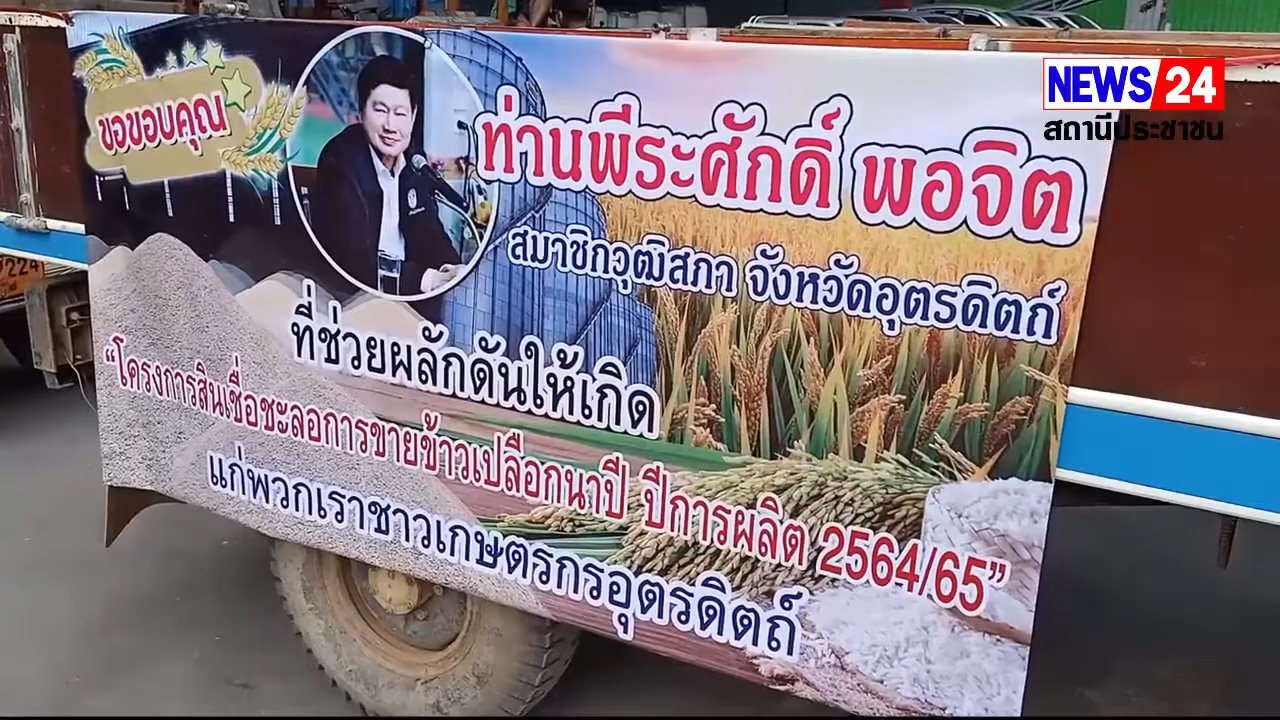 NEWS 24
สถานีประชาชน
ขอขอบคุณ
ท่านพีระศักดิ์ พอจิต
สมาชิกวุฒิสภา จังหวัดอุตรดิตถ์
ที่ช่วยผลักดันให้เกิด
“โครงการสินเชื่อชะลอการขายข้าวเปลือกนาปี ปีการผลิต 2564/65”
แก่พวกเราชาวเกษตรกรอุตรดิตถ์
224